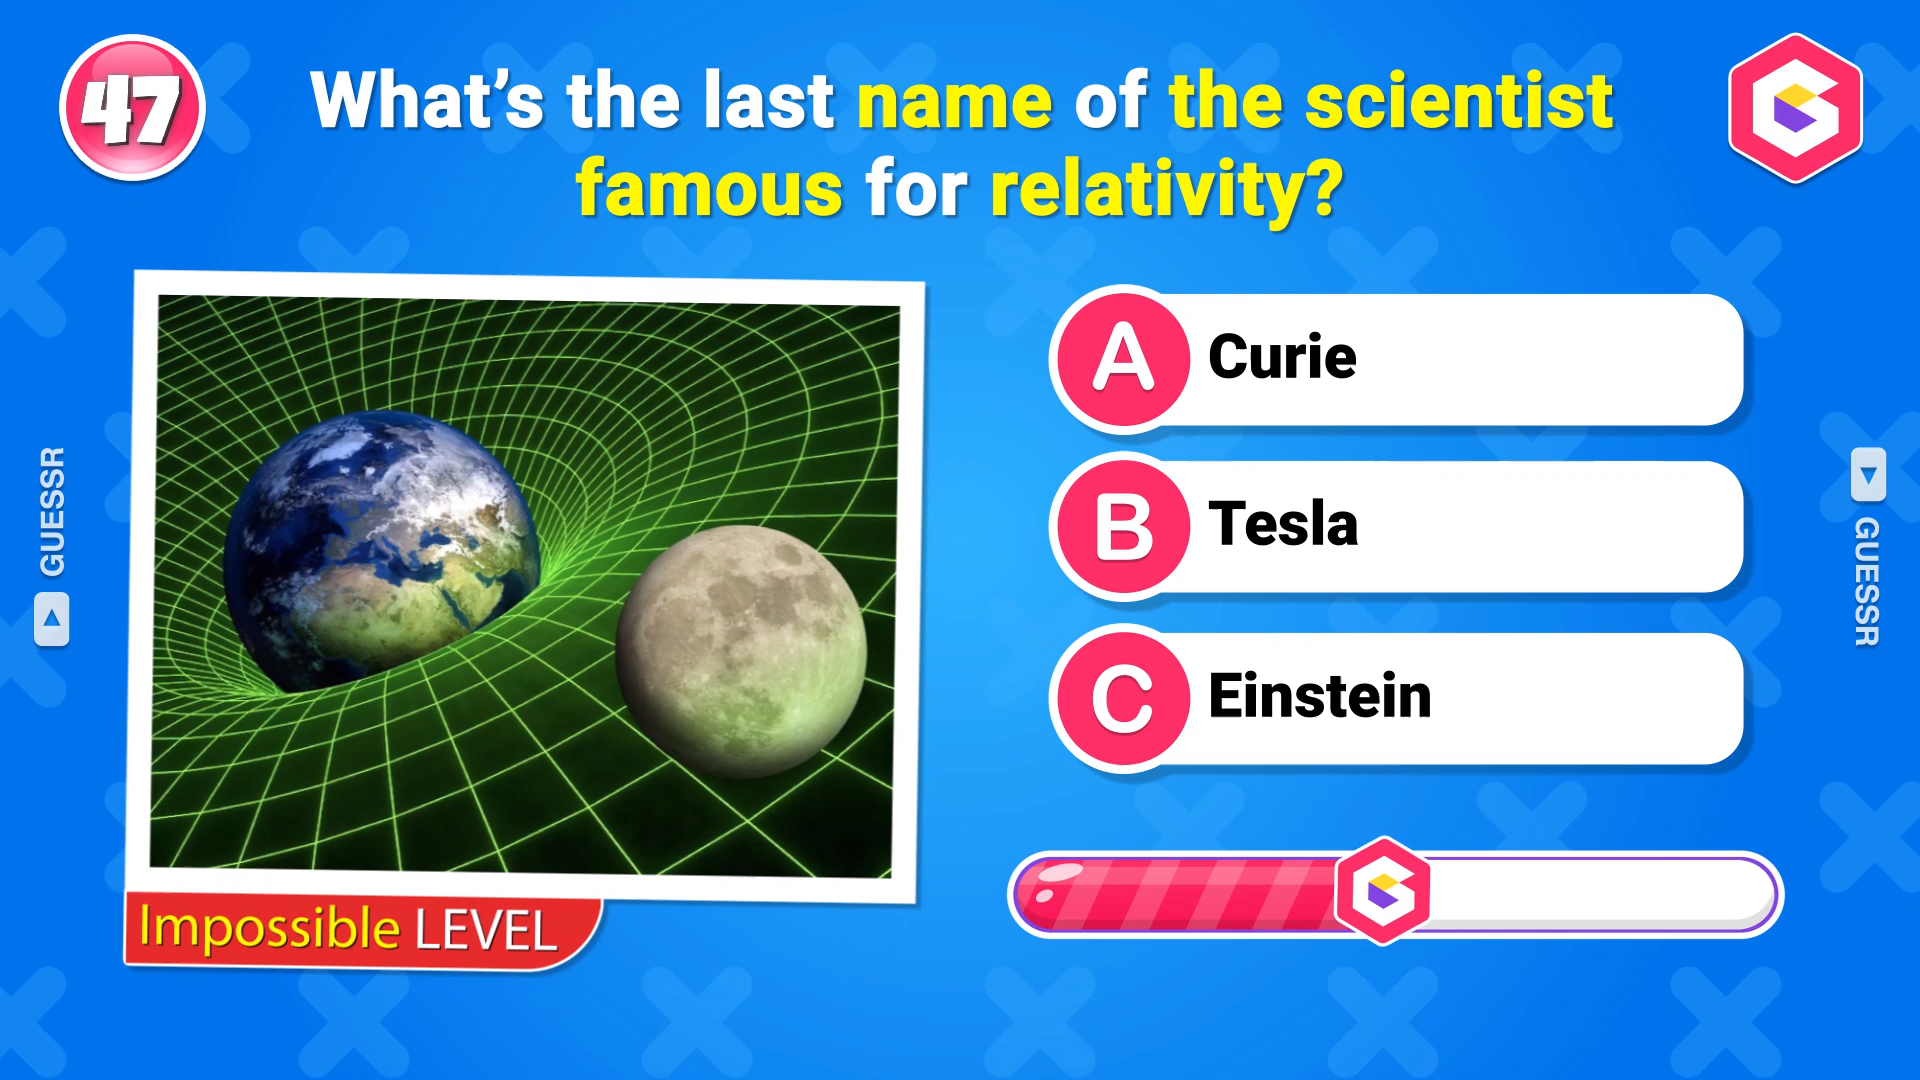 47
What’s the last name of the scientist
famous for relativity?
A Curie
B Tesla
C Einstein
Impossible LEVEL
GUESSR
GUESSR